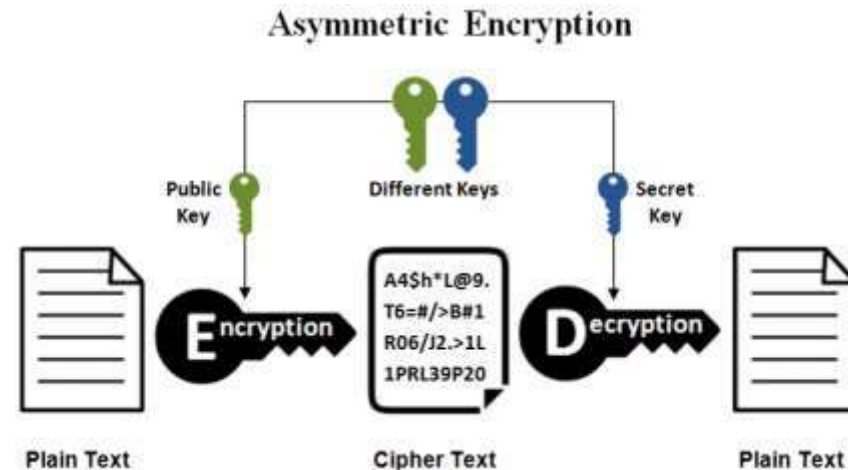 Asymmetric Encryption
Public
Key
Different Keys
Secret
Key
Encryption
A4$h*L@9.
T6=#/>B#1
R06/J2.>1L
1PRL39P20
Decryption
Plain Text
Cipher Text
Plain Text